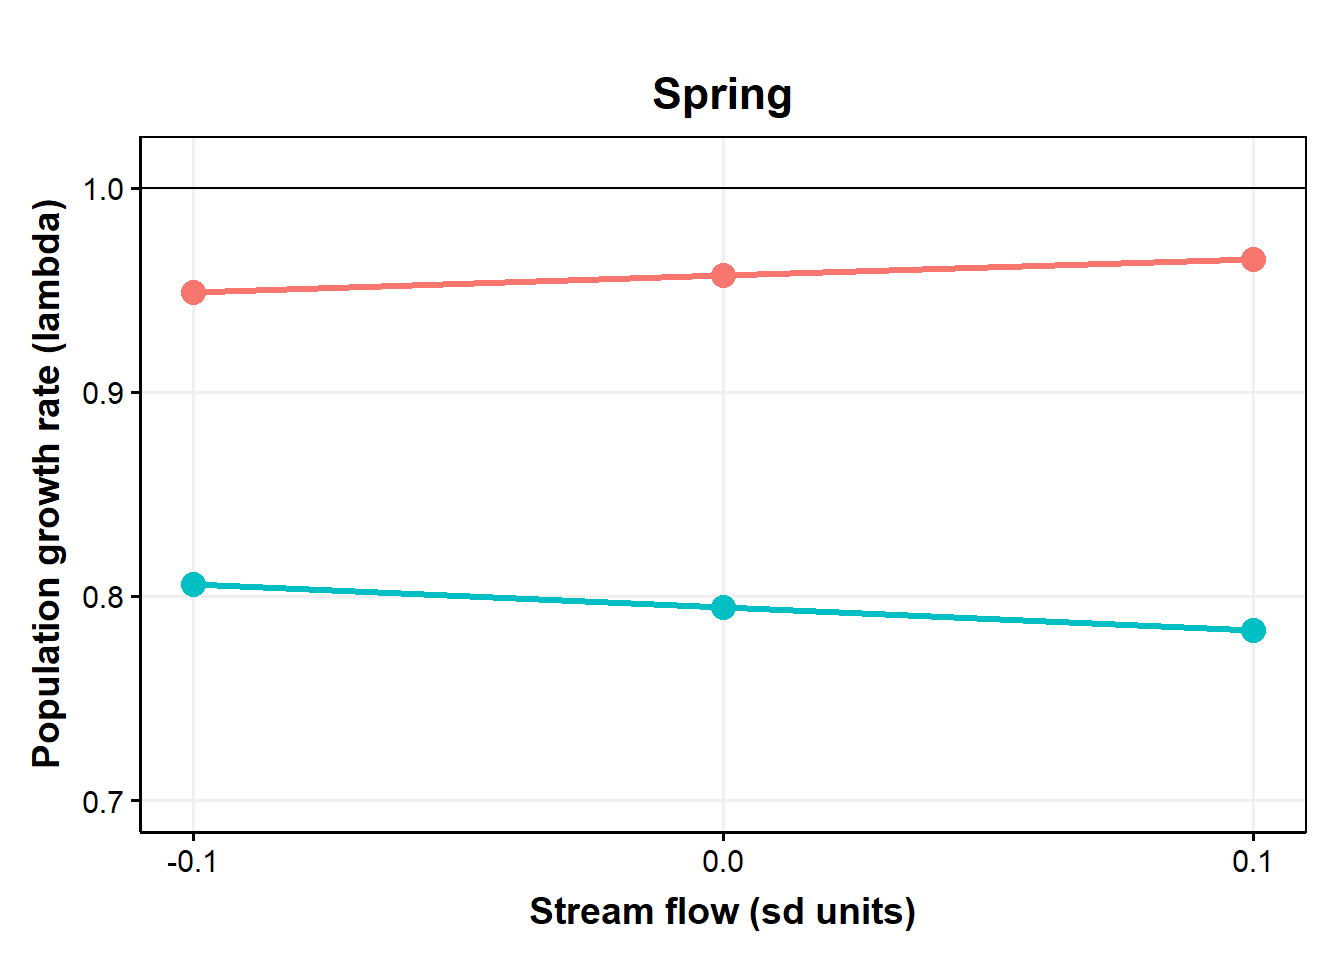 Spring
Population growth rate (lambda)
1.0
0.9
0.8
0.7
-0.1
0.0
0.1
Stream flow (sd units)